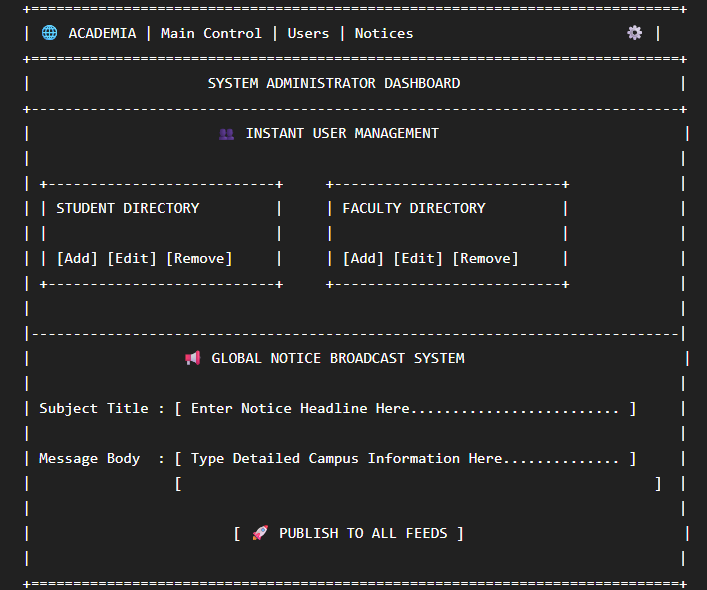 🌐 ACADEMIA | Main Control | Users | Notices ⚙️
SYSTEM ADMINISTRATOR DASHBOARD
👥 INSTANT USER MANAGEMENT
STUDENT DIRECTORY | FACULTY DIRECTORY
[Add] [Edit] [Remove] | [Add] [Edit] [Remove]
📢 GLOBAL NOTICE BROADCAST SYSTEM
Subject Title : [ Enter Notice Headline Here......................... ]
Message Body  : [ Type Detailed Campus Information Here.............. ]
[ ]
[ 🚀 PUBLISH TO ALL FEEDS ]